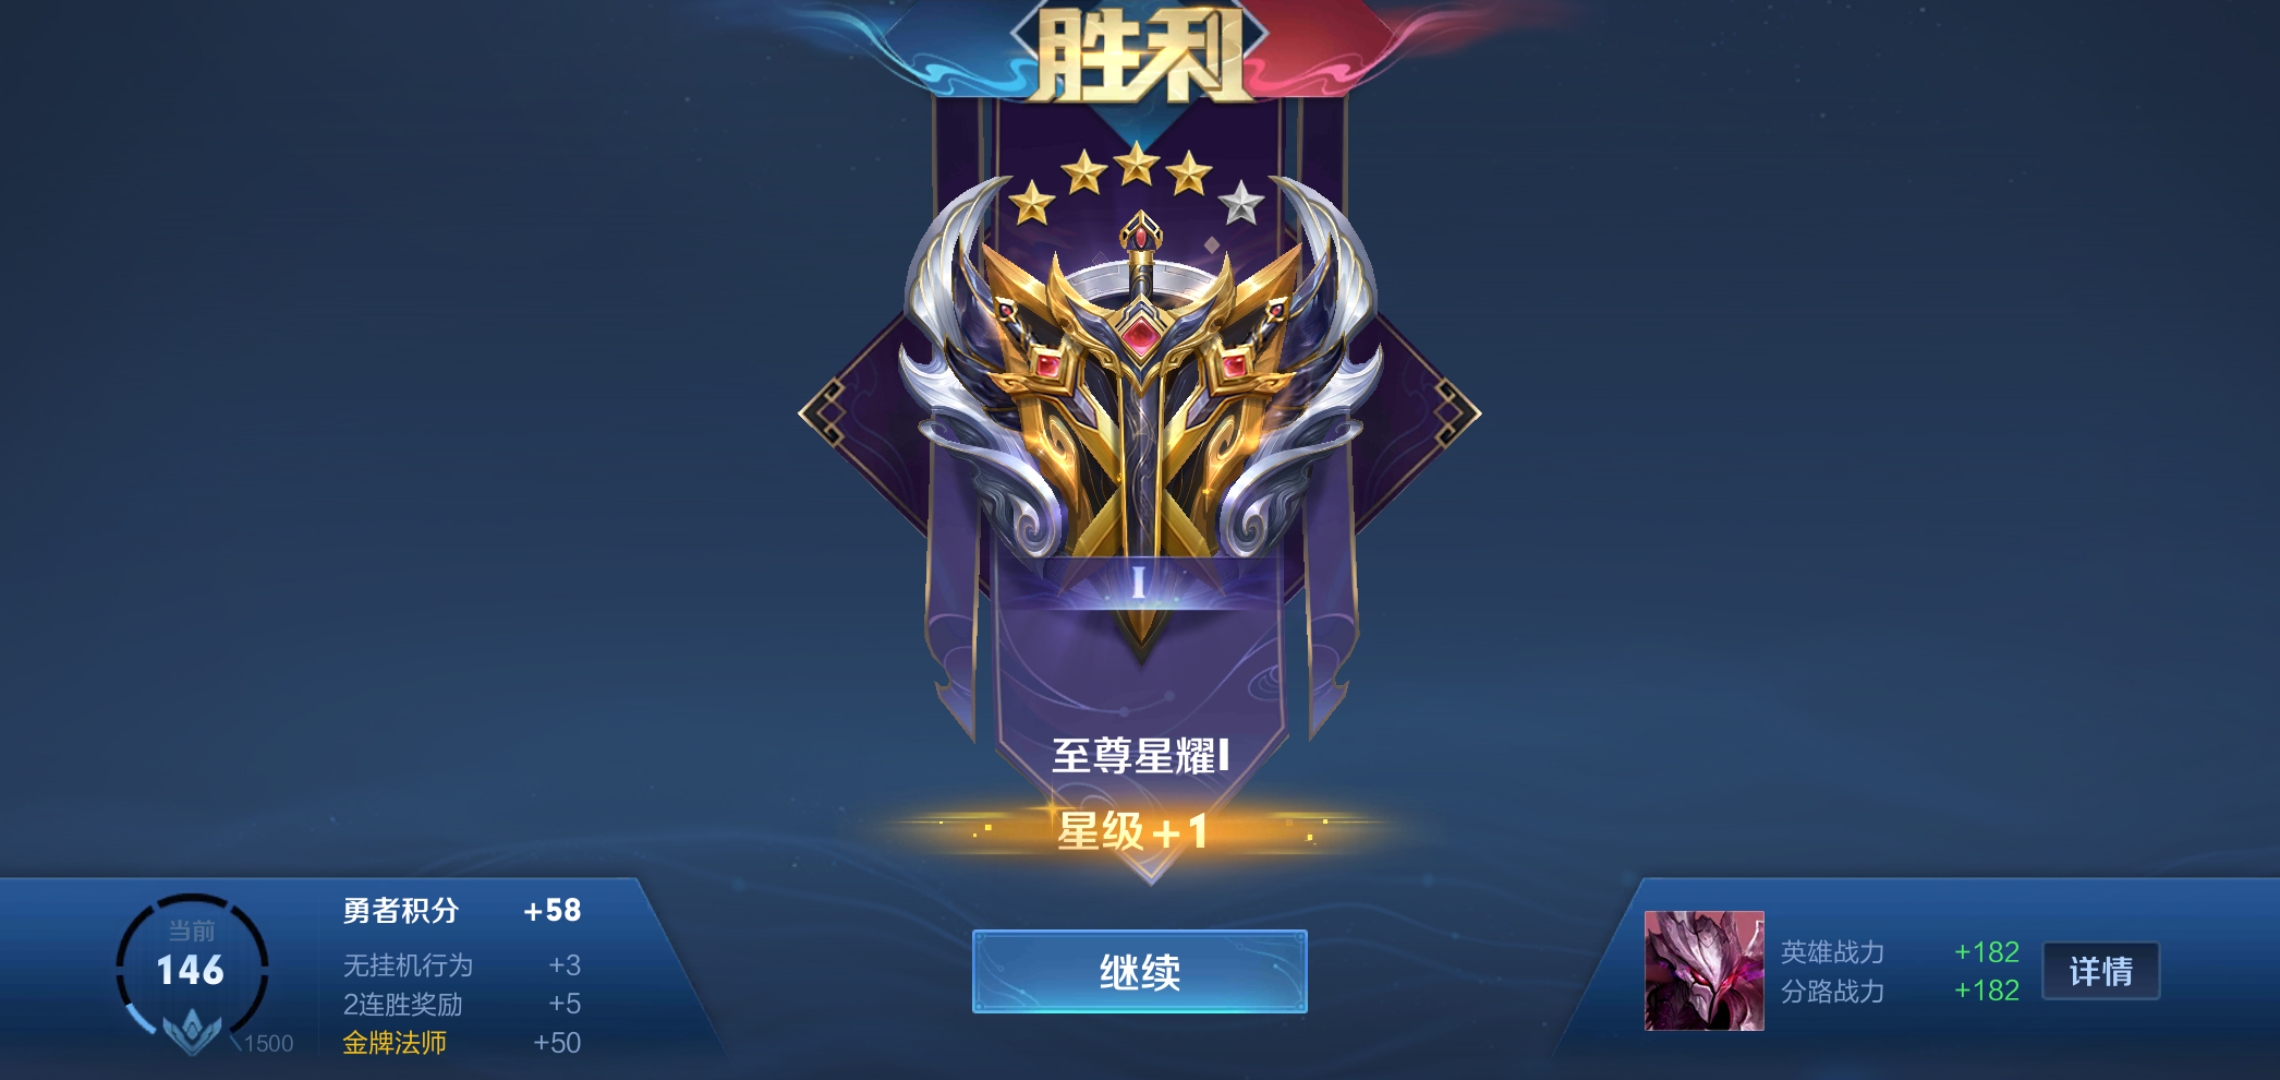 胜利
I
至尊星耀I
星级+1
当前
146
1500
勇者积分 +58
无挂机行为 +3
2连胜奖励 +5
金牌法师 +50
继续
英雄战力 +182
分路战力 +182
详情